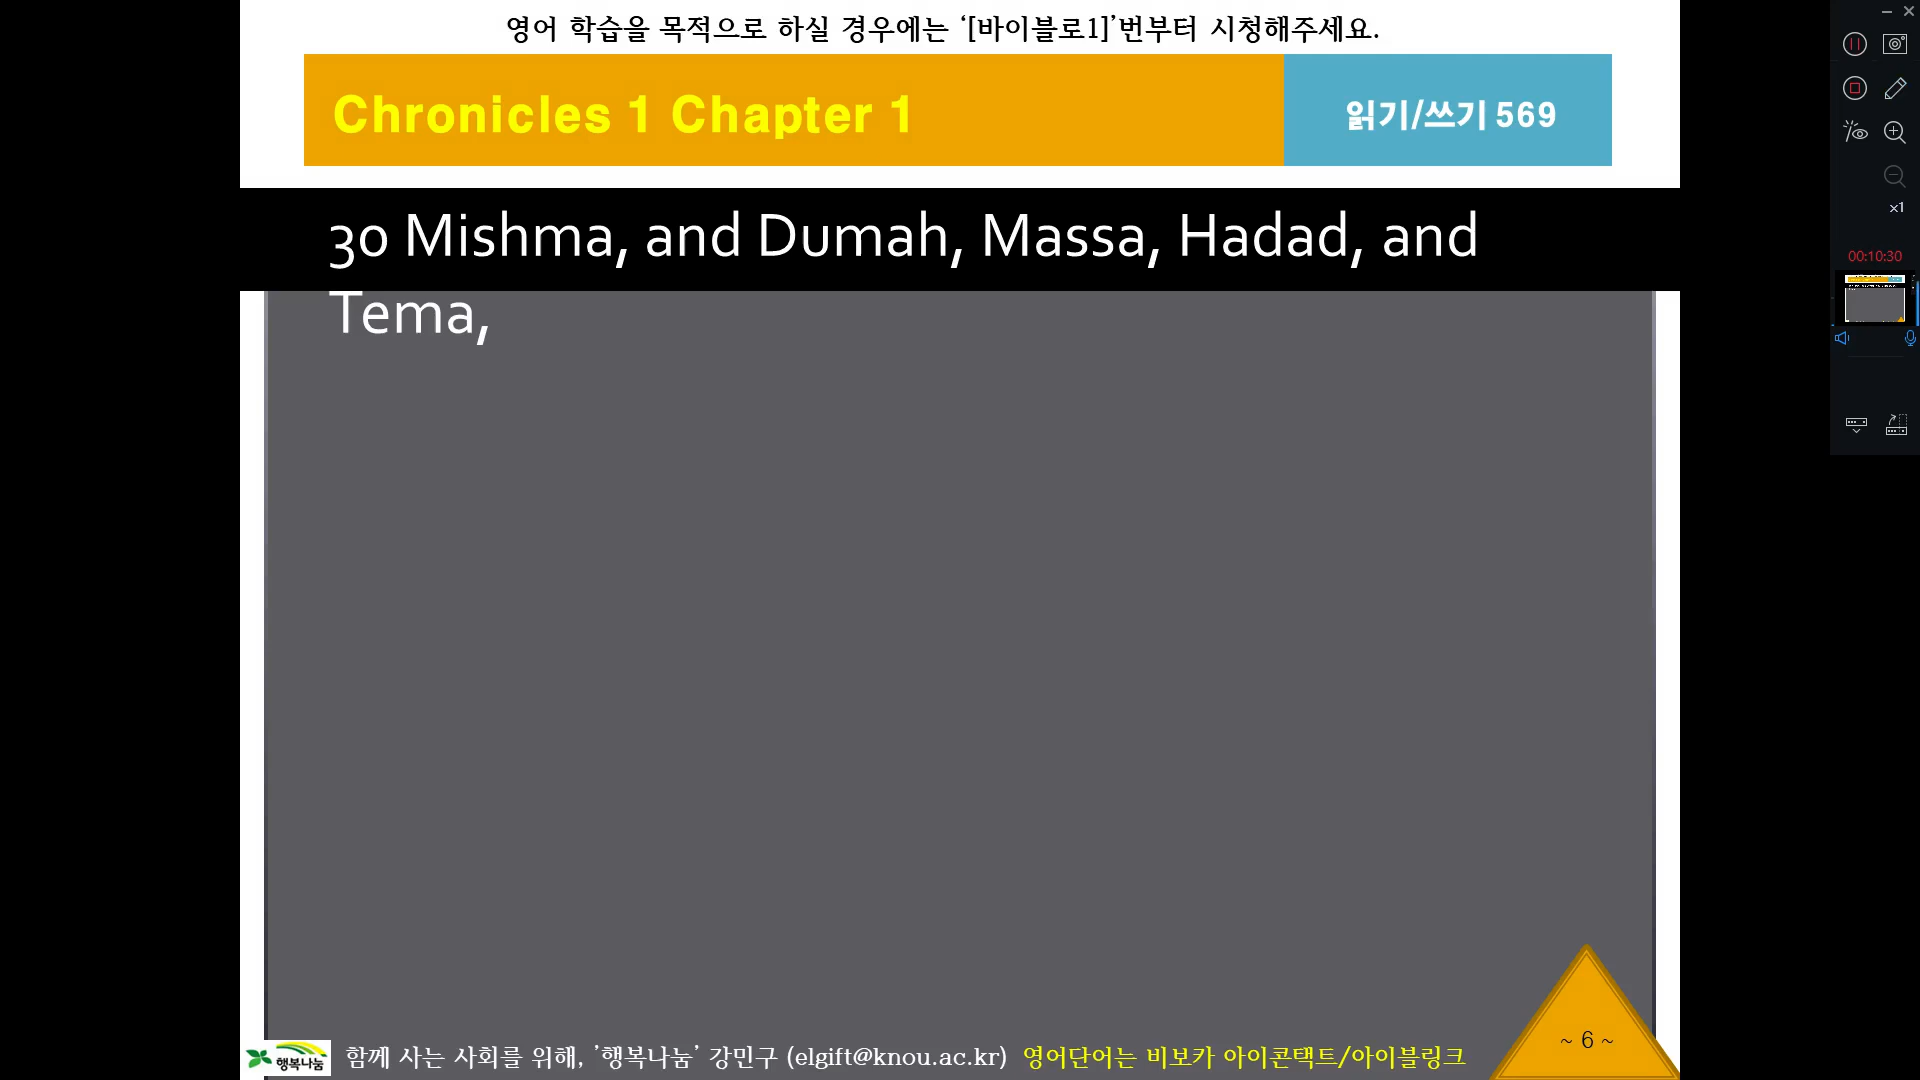 영어 학습을 목적으로 하실 경우에는 ‘[바이블로1]’번부터 시청해주세요.
Chronicles 1 Chapter 1
읽기/쓰기 569
30 Mishma, and Dumah, Massa, Hadad, and
Tema,
x1
00:10:30
~ 6 ~
행복나눔
함께 사는 사회를 위해, ’행복나눔’ 강민구 (elgift@knou.ac.kr) 영어단어는 비보카 아이콘택트/아이블링크